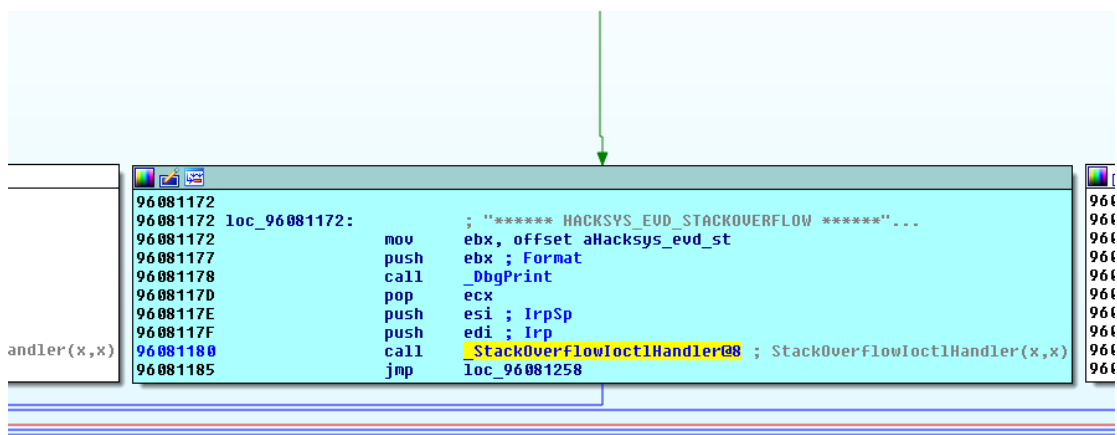 96081172
96081172 loc_96081172: ; "****** HACKSYS_EVD_STACKOVERFLOW ******"...
96081172 mov ebx, offset aHacksys_evd_st
96081177 push ebx ; Format
96081178 call _DbgPrint
9608117D pop ecx
9608117E push esi ; IrpSp
9608117F push edi ; Irp
andler(x,x) 96081180 call _StackOverflowIoctlHandler@8 ; StackOverflowIoctlHandler(x,x)
96081185 jmp loc_96081258